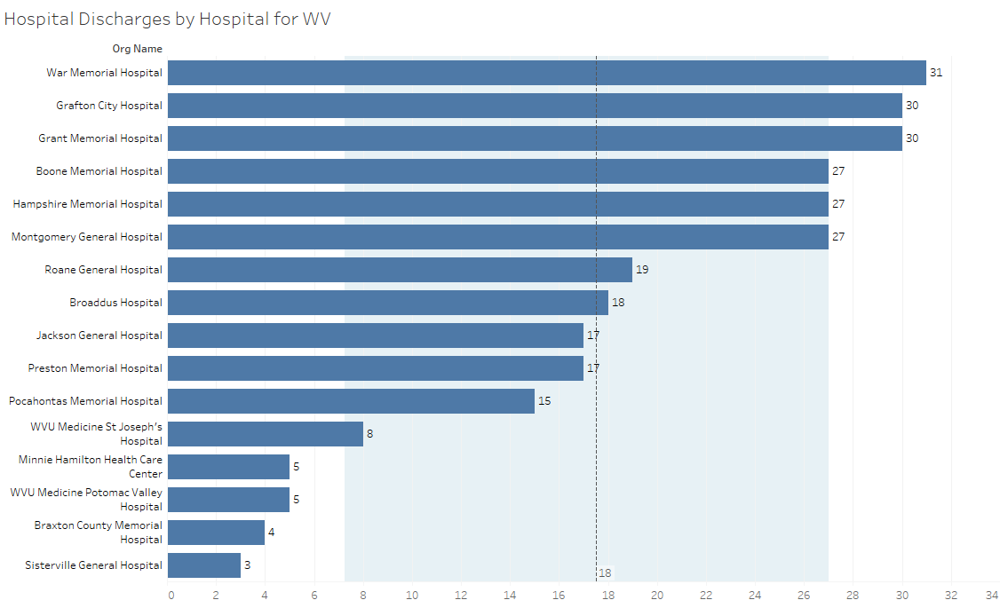 Hospital Discharges by Hospital for WV
Org Name
War Memorial Hospital 31
Grafton City Hospital 30
Grant Memorial Hospital 30
Boone Memorial Hospital 27
Hampshire Memorial Hospital 27
Montgomery General Hospital 27
Roane General Hospital 19
Broaddus Hospital 18
Jackson General Hospital 17
Preston Memorial Hospital 17
Pocahontas Memorial Hospital 15
WVU Medicine St Joseph's
Hospital 8
Minnie Hamilton Health Care
Center 5
WVU Medicine Potomac Valley
Hospital 5
Braxton County Memorial
Hospital 4
Sisterville General Hospital 3
18
0 2 4 6 8 10 12 14 16 18 20 22 24 26 28 30 32 34